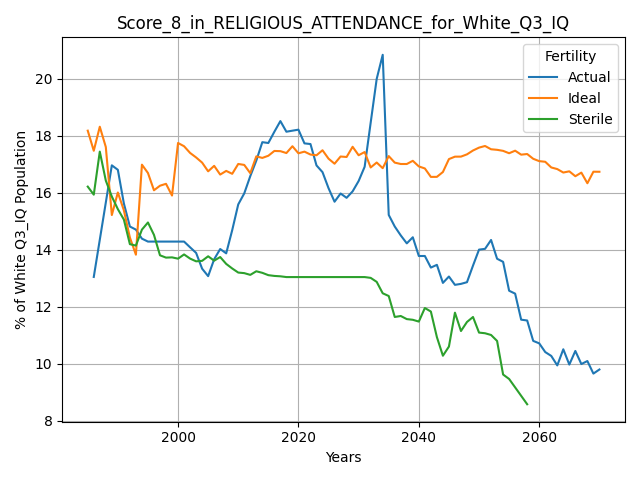 Score_8_in_RELIGIOUS_ATTENDANCE_for_White_Q3_IQ
Fertility
Actual
Ideal
Sterile
% of White Q3_IQ Population
20
18
16
14
12
10
8
2000 2020 2040 2060
Years